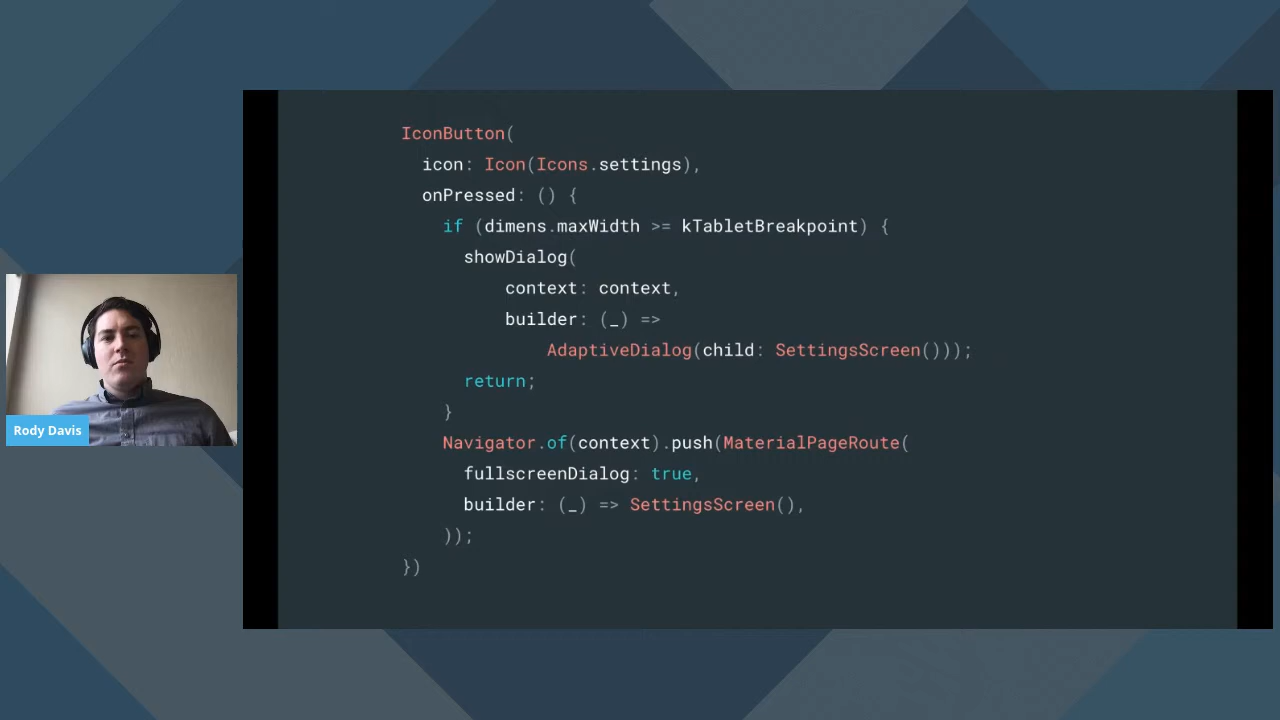 IconButton(
icon: Icon(Icons.settings),
onPressed: () {
if (dimens.maxWidth >= kTabletBreakpoint) {
showDialog(
context: context,
builder: (_) =>
AdaptiveDialog(child: SettingsScreen()));
return;
}
Navigator.of(context).push(MaterialPageRoute(
fullscreenDialog: true,
builder: (_) => SettingsScreen(),
));
})
Rody Davis